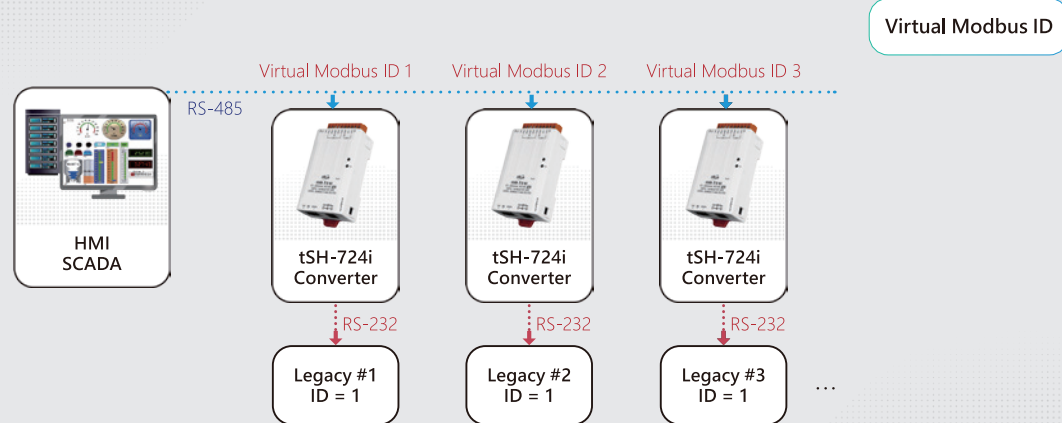 Virtual Modbus ID
Virtual Modbus ID 1
Virtual Modbus ID 2
Virtual Modbus ID 3
RS-485
HMI
SCADA
tSH-724i
Converter
tSH-724i
Converter
tSH-724i
Converter
RS-232
RS-232
RS-232
Legacy #1
ID = 1
Legacy #2
ID = 1
Legacy #3
ID = 1
...